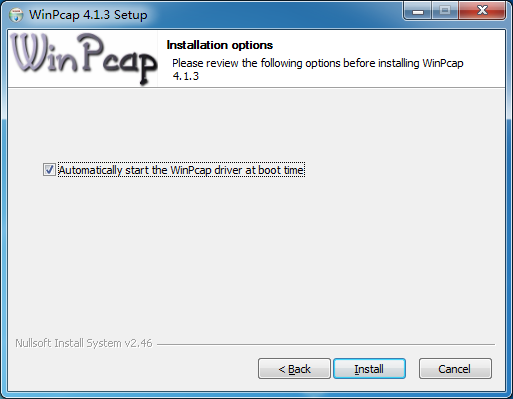 WinPcap 4.1.3 Setup
WinPcap
Installation options
Please review the following options before installing WinPcap
4.1.3
Automatically start the WinPcap driver at boot time
Nullsoft Install System v2.46
< Back
Install
Cancel